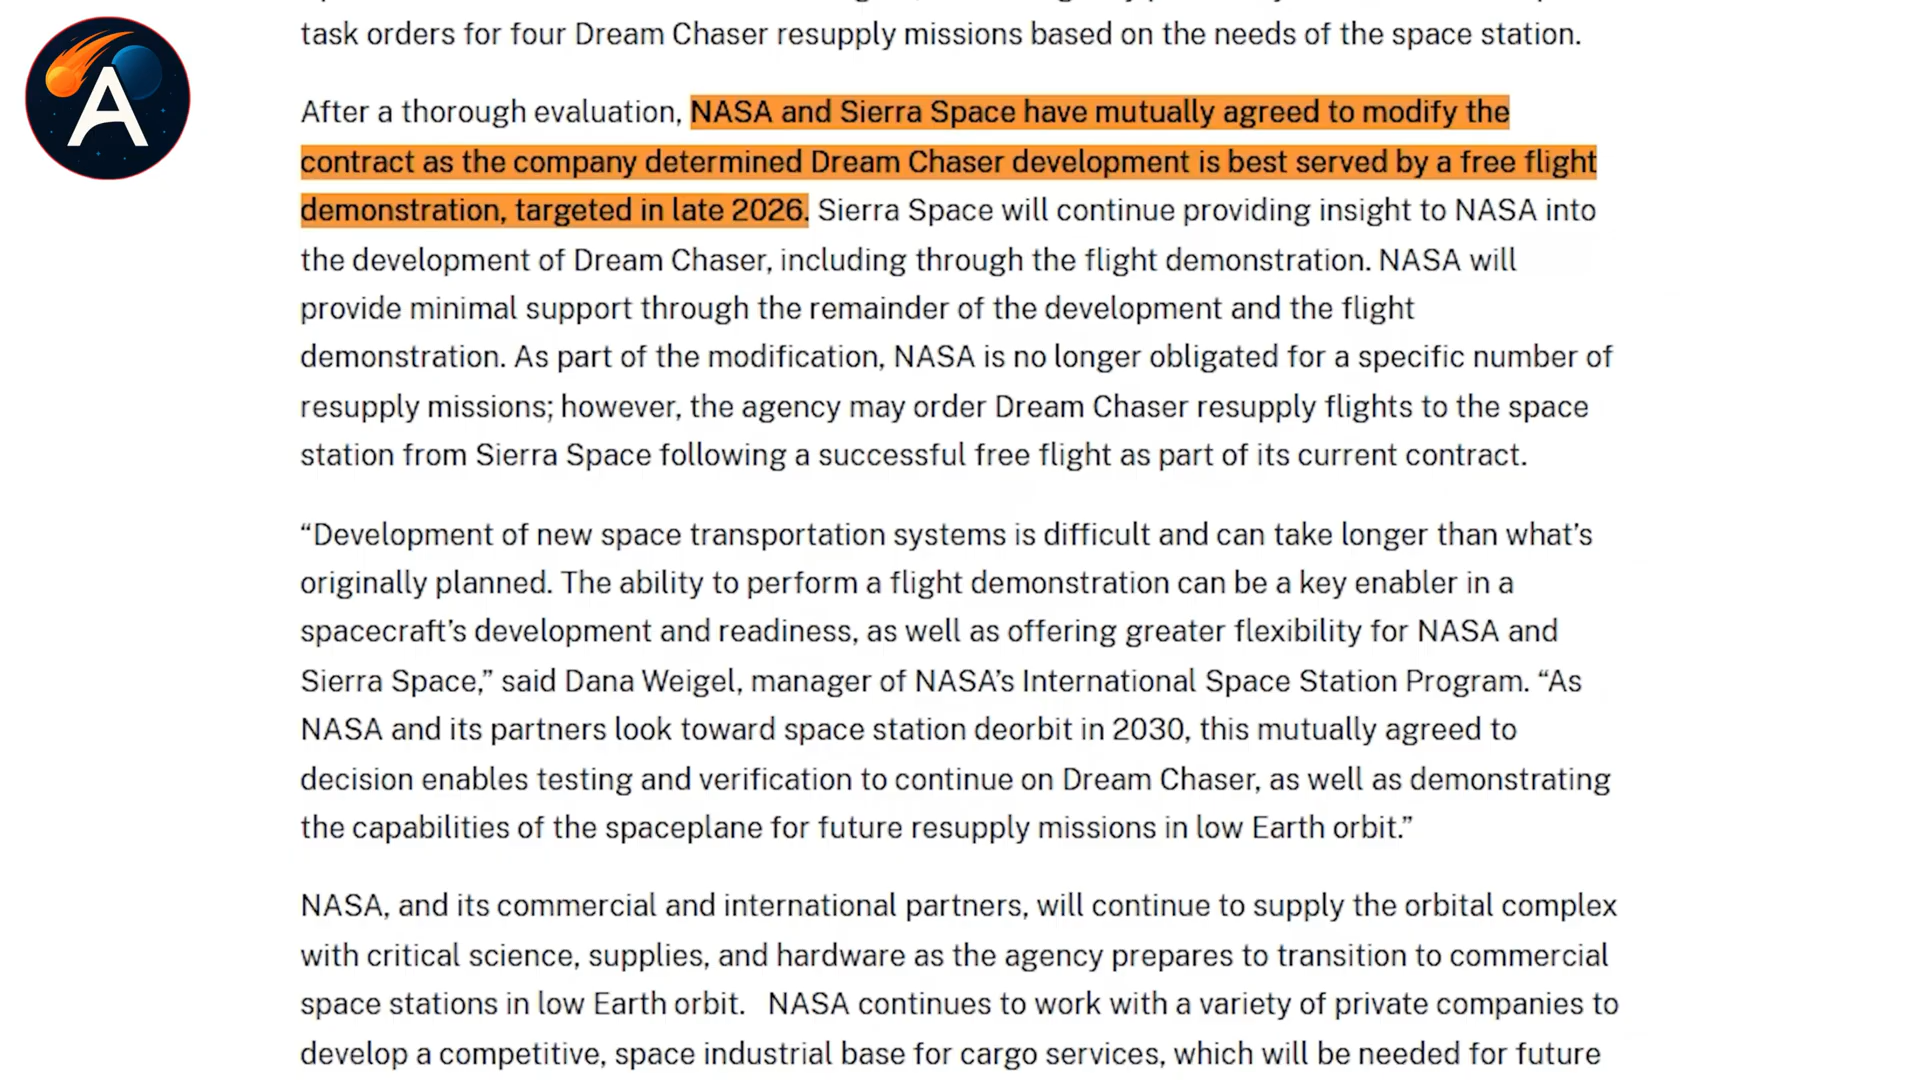 A
task orders for four Dream Chaser resupply missions based on the needs of the space station.
After a thorough evaluation, NASA and Sierra Space have mutually agreed to modify the
contract as the company determined Dream Chaser development is best served by a free flight
demonstration, targeted in late 2026. Sierra Space will continue providing insight to NASA into
the development of Dream Chaser, including through the flight demonstration. NASA will
provide minimal support through the remainder of the development and the flight
demonstration. As part of the modification, NASA is no longer obligated for a specific number of
resupply missions; however, the agency may order Dream Chaser resupply flights to the space
station from Sierra Space following a successful free flight as part of its current contract.
“Development of new space transportation systems is difficult and can take longer than what’s
originally planned. The ability to perform a flight demonstration can be a key enabler in a
spacecraft’s development and readiness, as well as offering greater flexibility for NASA and
Sierra Space,” said Dana Weigel, manager of NASA’s International Space Station Program. “As
NASA and its partners look toward space station deorbit in 2030, this mutually agreed to
decision enables testing and verification to continue on Dream Chaser, as well as demonstrating
the capabilities of the spaceplane for future resupply missions in low Earth orbit.”
NASA, and its commercial and international partners, will continue to supply the orbital complex
with critical science, supplies, and hardware as the agency prepares to transition to commercial
space stations in low Earth orbit. NASA continues to work with a variety of private companies to
develop a competitive, space industrial base for cargo services, which will be needed for future